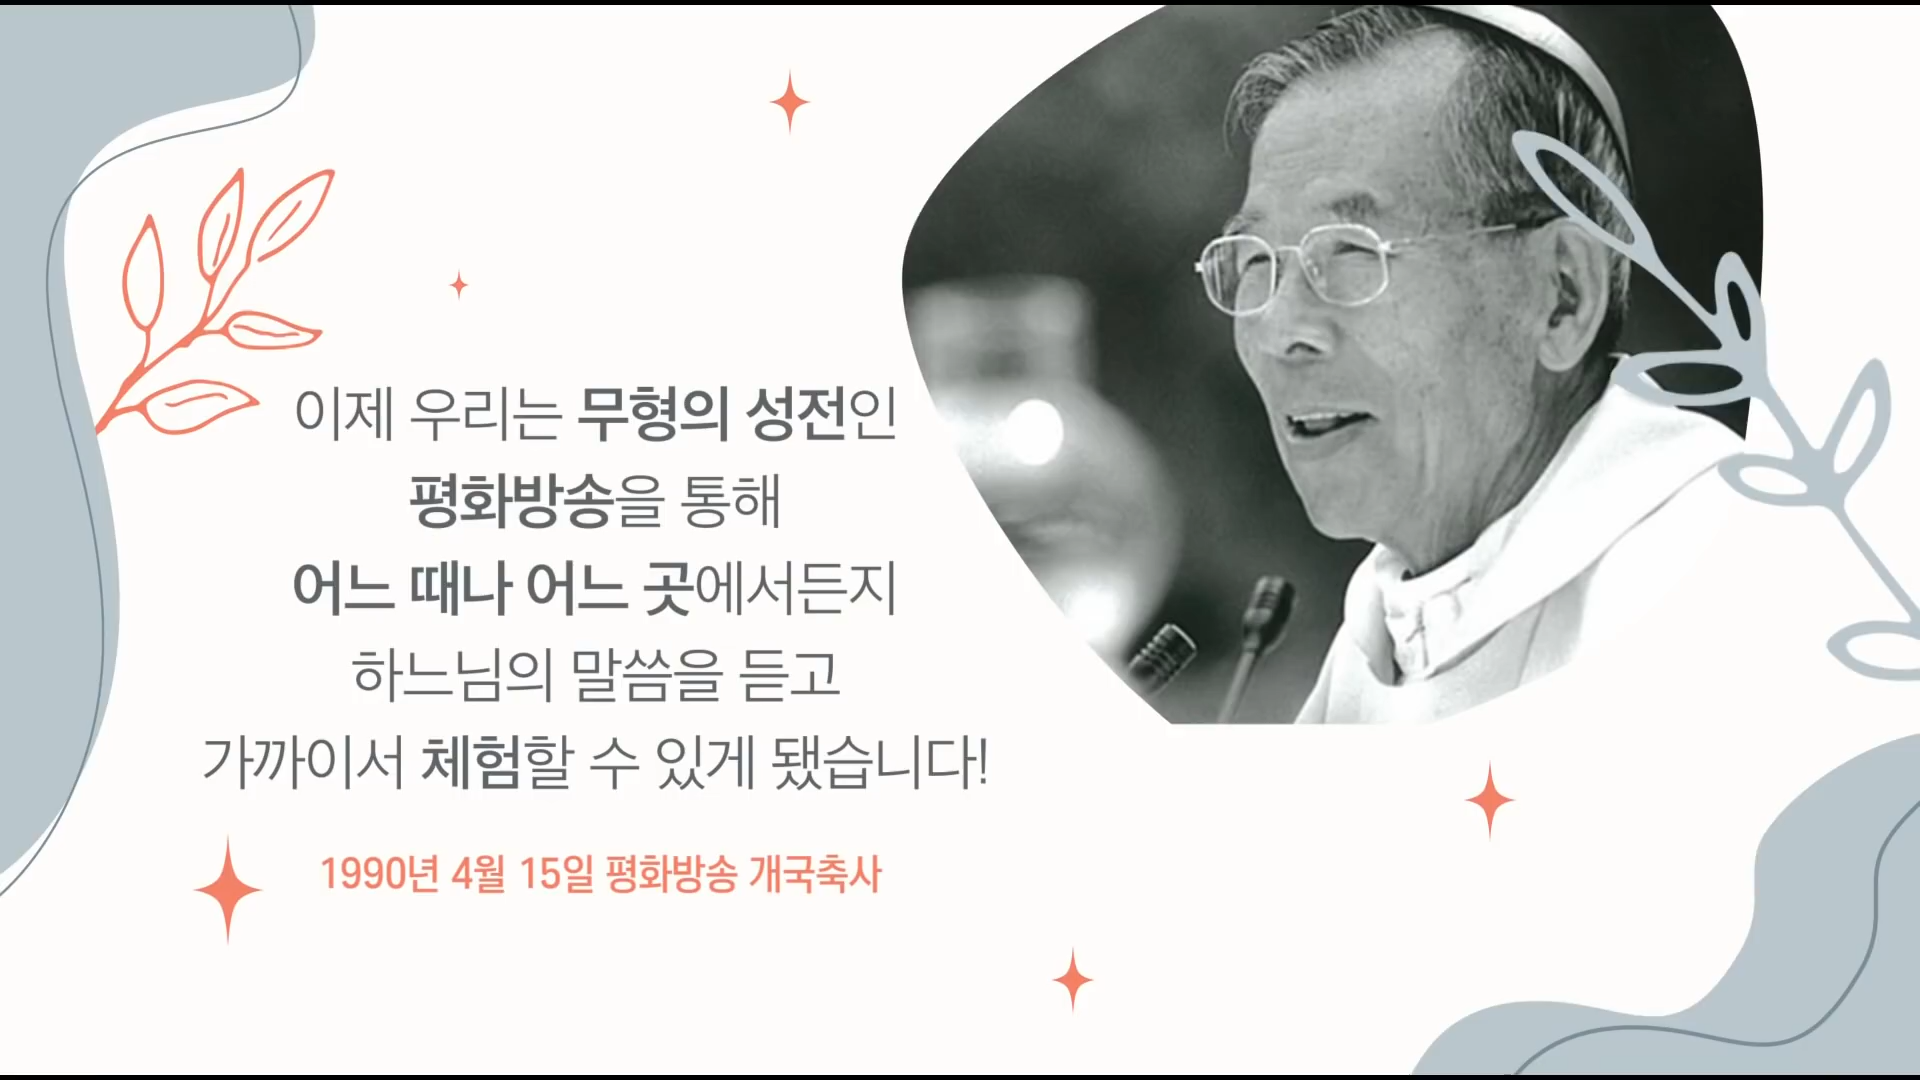 이제 우리는 무형의 성전인
평화방송을 통해
어느 때나 어느 곳에서든지
하느님의 말씀을 듣고
가까이서 체험할 수 있게 됐습니다!
1990년 4월 15일 평화방송 개국축사